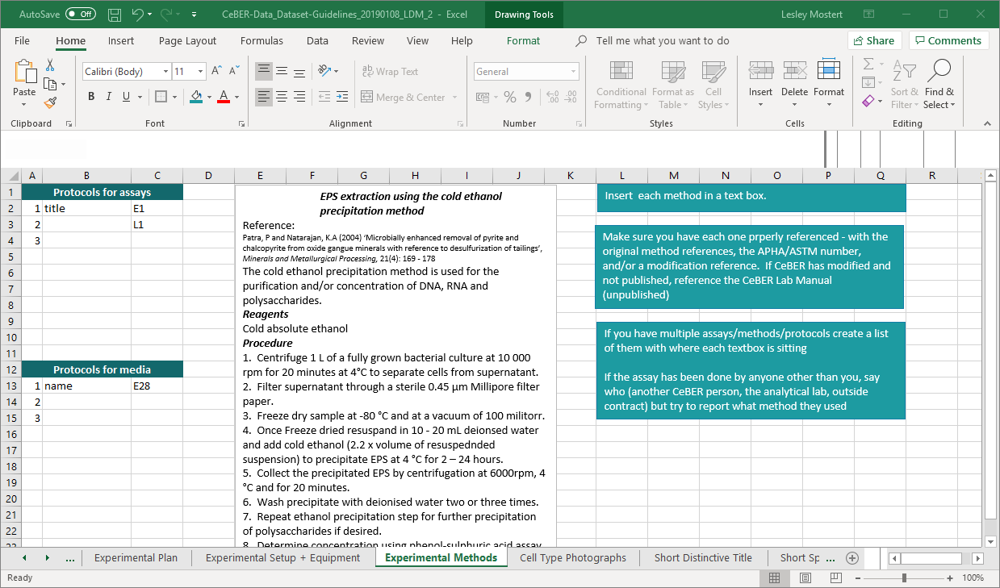 AutoSave Off CeBER-Data_Dataset-Guidelines_20190108_LDM_2 - Excel Drawing Tools Lesley Mostert
File Home Insert Page Layout Formulas Data Review View Help Format Tell me what you want to do Share Comments
Paste
Clipboard
Calibri (Body) 11 A A
B I U A
Font
ab Wrap Text
Merge & Center
Alignment
General
% 9 .00 .00
Number
Conditional Formatting
Format as Table
Cell Styles
Styles
Insert Delete Format
Cells
Sort & Filter
Find & Select
Editing
A B C D E F G H I J K L M N O P Q R
1 Protocols for assays
2 1 title E1
3 2 L1
4 3
5
6
7
8
9
10
11
12 Protocols for media
13 1 name E28
14 2
15 3
16
17
18
19
20
21
22
23
EPS extraction using the cold ethanol
precipitation method
Reference:
Patra, P and Natarajan, K.A (2004) ‘Microbially enhanced removal of pyrite and
chalcopyrite from oxide gangue minerals with reference to desulfurization of tailings’,
Minerals and Metallurgical Processing, 21(4): 169 - 178
The cold ethanol precipitation method is used for the
purification and/or concentration of DNA, RNA and
polysaccharides.
Reagents
Cold absolute ethanol
Procedure
1. Centrifuge 1 L of a fully grown bacterial culture at 10 000
rpm for 20 minutes at 4°C to separate cells from supernatant.
2. Filter supernatant through a sterile 0.45 µm Millipore filter
paper.
3. Freeze dry sample at -80 °C and at a vacuum of 100 militorr.
4. Once Freeze dried resuspand in 10 - 20 mL deionsed water
and add cold ethanol (2.2 x volume of resuspednded
suspension) to precipitate EPS at 4 °C for 2 – 24 hours.
5. Collect the precipitated EPS by centrifugation at 6000rpm, 4
°C and for 20 minutes.
6. Wash precipitate with deionised water two or three times.
7. Repeat ethanol precipitation step for further precipitation
of polysaccharides if desired.
8. Determine concentration using phenol-sulphuric acid assay
Insert each method in a text box.
Make sure you have each one prperly referenced - with the
original method references, the APHA/ASTM number,
and/or a modification reference. If CeBER has modified and
not published, reference the CeBER Lab Manual
(unpublished)
If you have multiple assays/methods/protocols create a list
of them with where each textbox is sitting
If the assay has been done by anyone other than you, say
who (another CeBER person, the analytical lab, outside
contract) but try to report what method they used
... Experimental Plan Experimental Setup + Equipment Experimental Methods Cell Type Photographs Short Distinctive Title Short Sp ...
Ready 100%